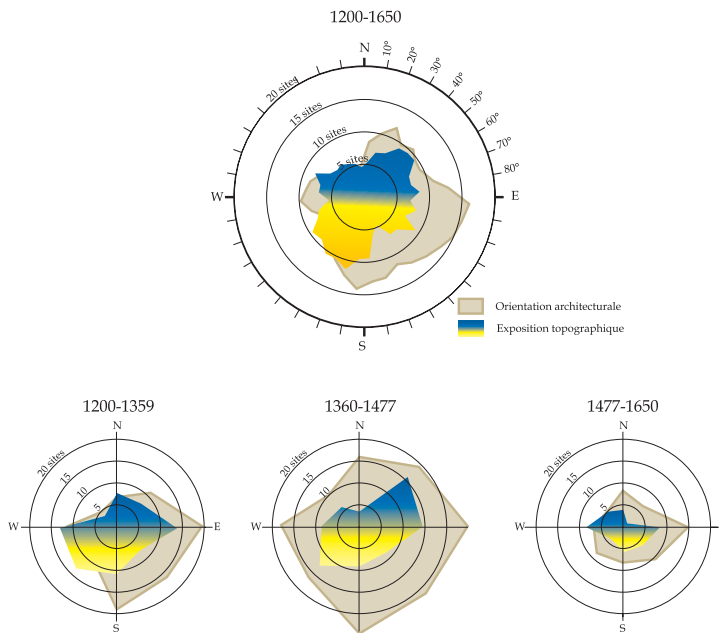 1200-1650
N
10°
20°
30°
40°
50°
60°
70°
80°
20 sites
15 sites
10 sites
5 sites
W
E
S
Orientation architecturale
Exposition topographique
1200-1359
N
20 sites
15
10
5
W
E
S
1360-1477
N
20 sites
15
10
W
1477-1650
N
20 sites
15
10
5
W
S